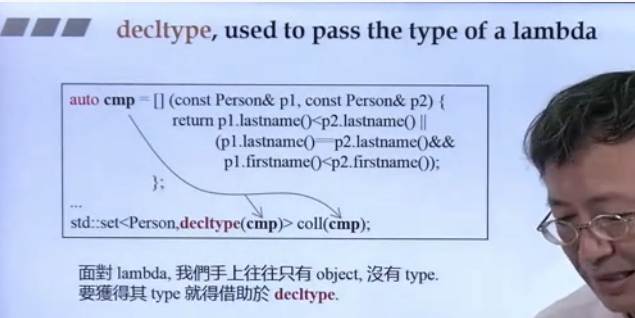 decltype, used to pass the type of a lambda
auto cmp = [] (const Person& p1, const Person& p2) {
return p1.lastname()<p2.lastname() ||
(p1.lastname()==p2.lastname()&&
p1.firstname()<p2.firstname());
};
...
std::set<Person,decltype(cmp)> coll(cmp);
面對 lambda, 我們手上往往只有 object, 沒有 type.
要獲得其 type 就得借助於 decltype.